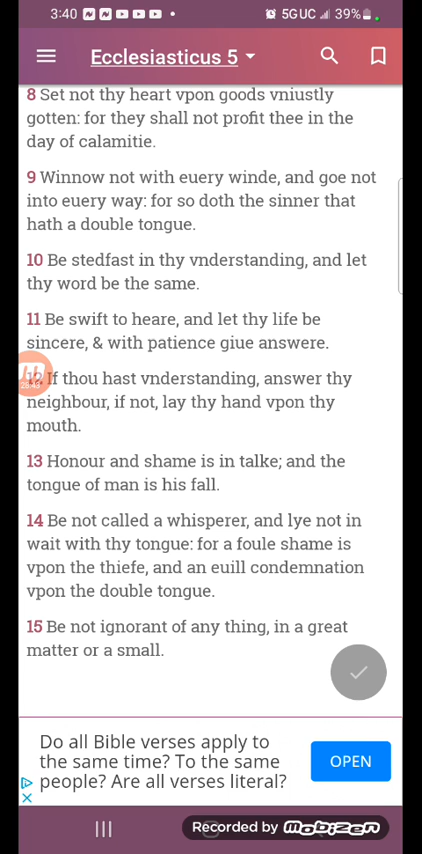 3:40 5GUC 39%
Ecclesiasticus 5
8 Set not thy heart vpon goods vniustly
gotten: for they shall not profit thee in the
day of calamitie.
9 Winnow not with euery winde, and goe not
into euery way: for so doth the sinner that
hath a double tongue.
10 Be stedfast in thy vnderstanding, and let
thy word be the same.
11 Be swift to heare, and let thy life be
sincere, & with patience giue answere.
12 If thou hast vnderstanding, answer thy
neighbour, if not, lay thy hand vpon thy
mouth.
13 Honour and shame is in talke; and the
tongue of man is his fall.
14 Be not called a whisperer, and lye not in
wait with thy tongue: for a foule shame is
vpon the thiefe, and an euill condemnation
vpon the double tongue.
15 Be not ignorant of any thing, in a great
matter or a small.
Do all Bible verses apply to
the same time? To the same
people? Are all verses literal?
OPEN
Recorded by mobizen